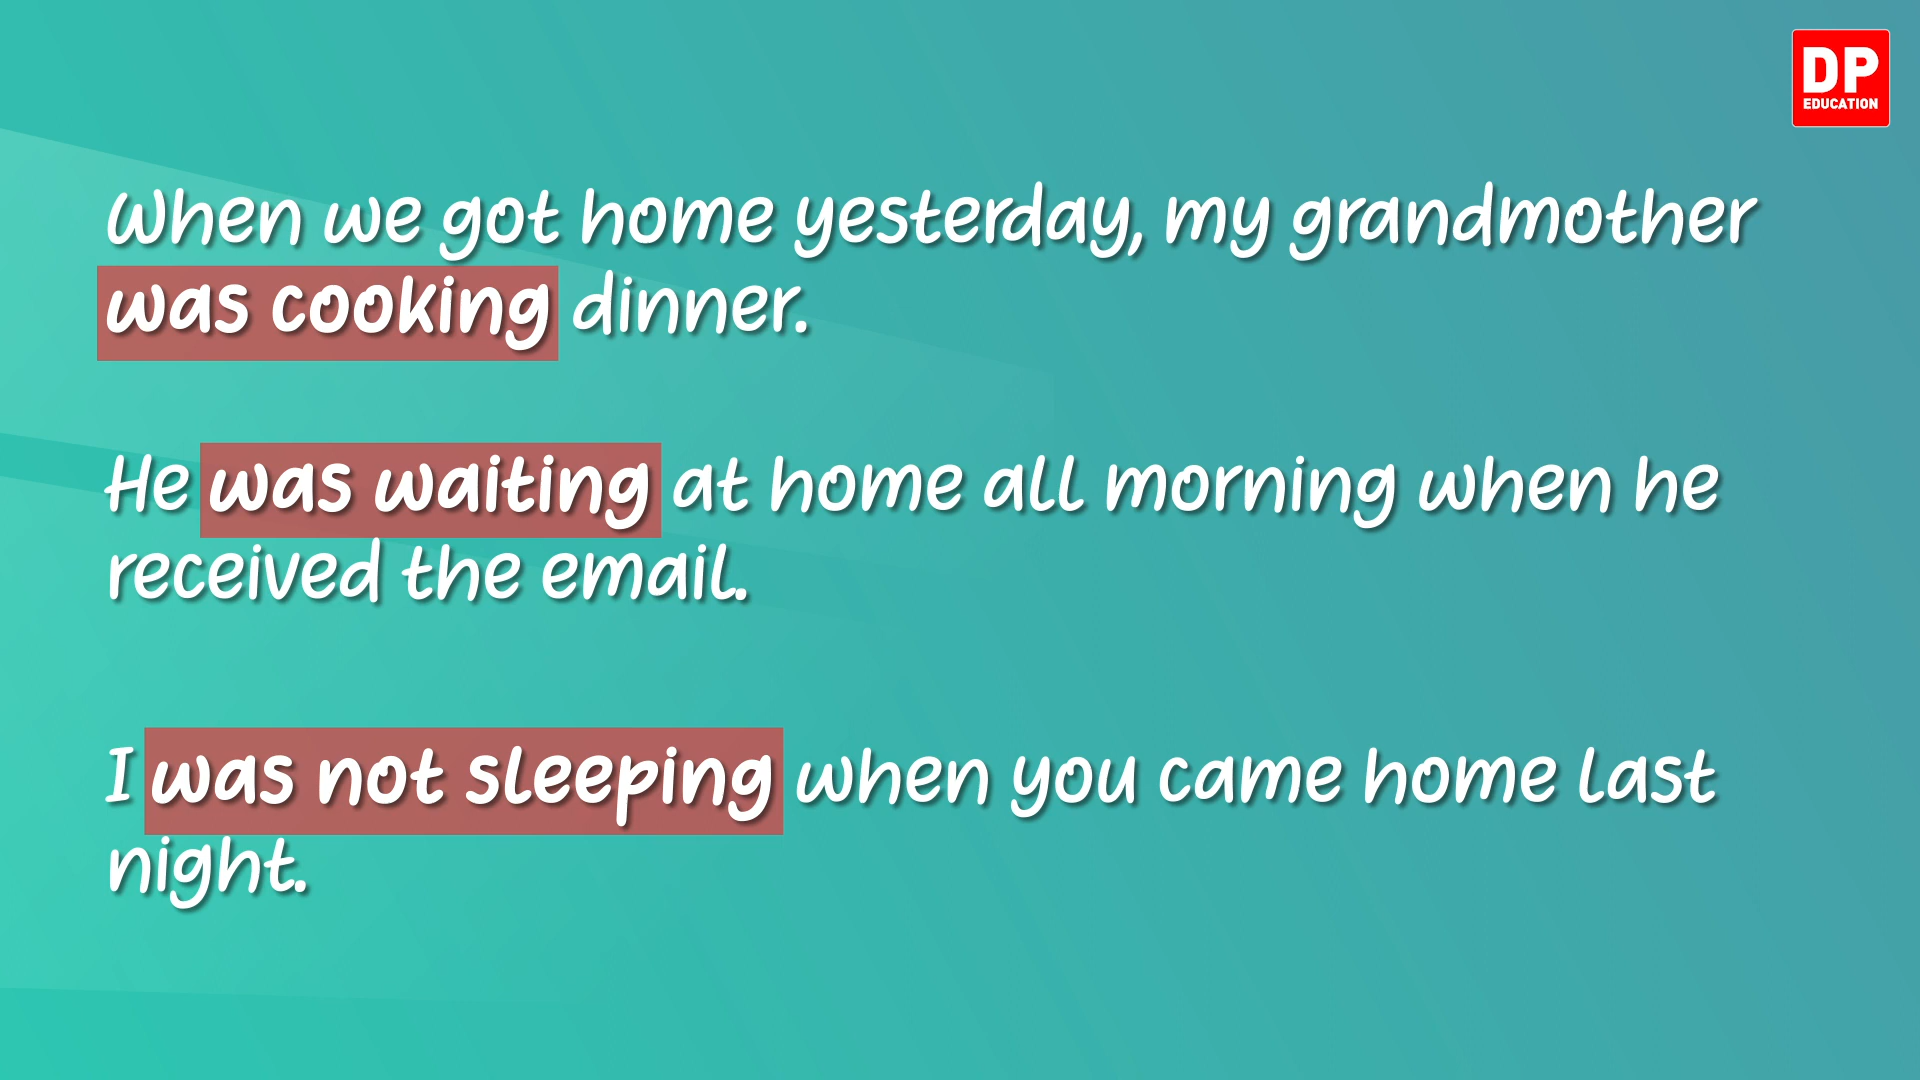 DP
EDUCATION
When we got home yesterday, my grandmother
was cooking dinner.
He was waiting at home all morning when he
received the email.
I was not sleeping when you came home last
night.